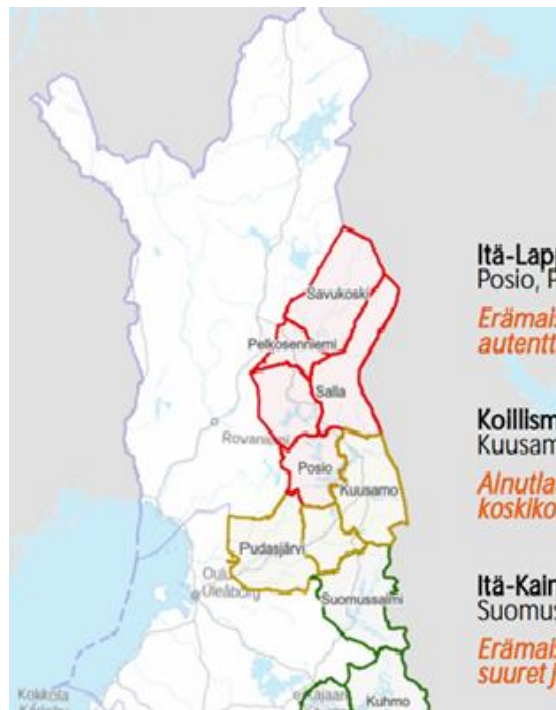 Savukoski
Pelkosenniemi
Salla
Rovaniemi
Posio
Kuusamo
Pudasjärvi
Oulu
Uleåborg
Suomussalmi
Kokkola
Kajaani
Kuhmo
Itä-Lapp
Posio, P
Erämais
autentt
Koillism
Kuusam
Ainutla
koskiko
Itä-Kain
Suomus
Erämais
suuret j